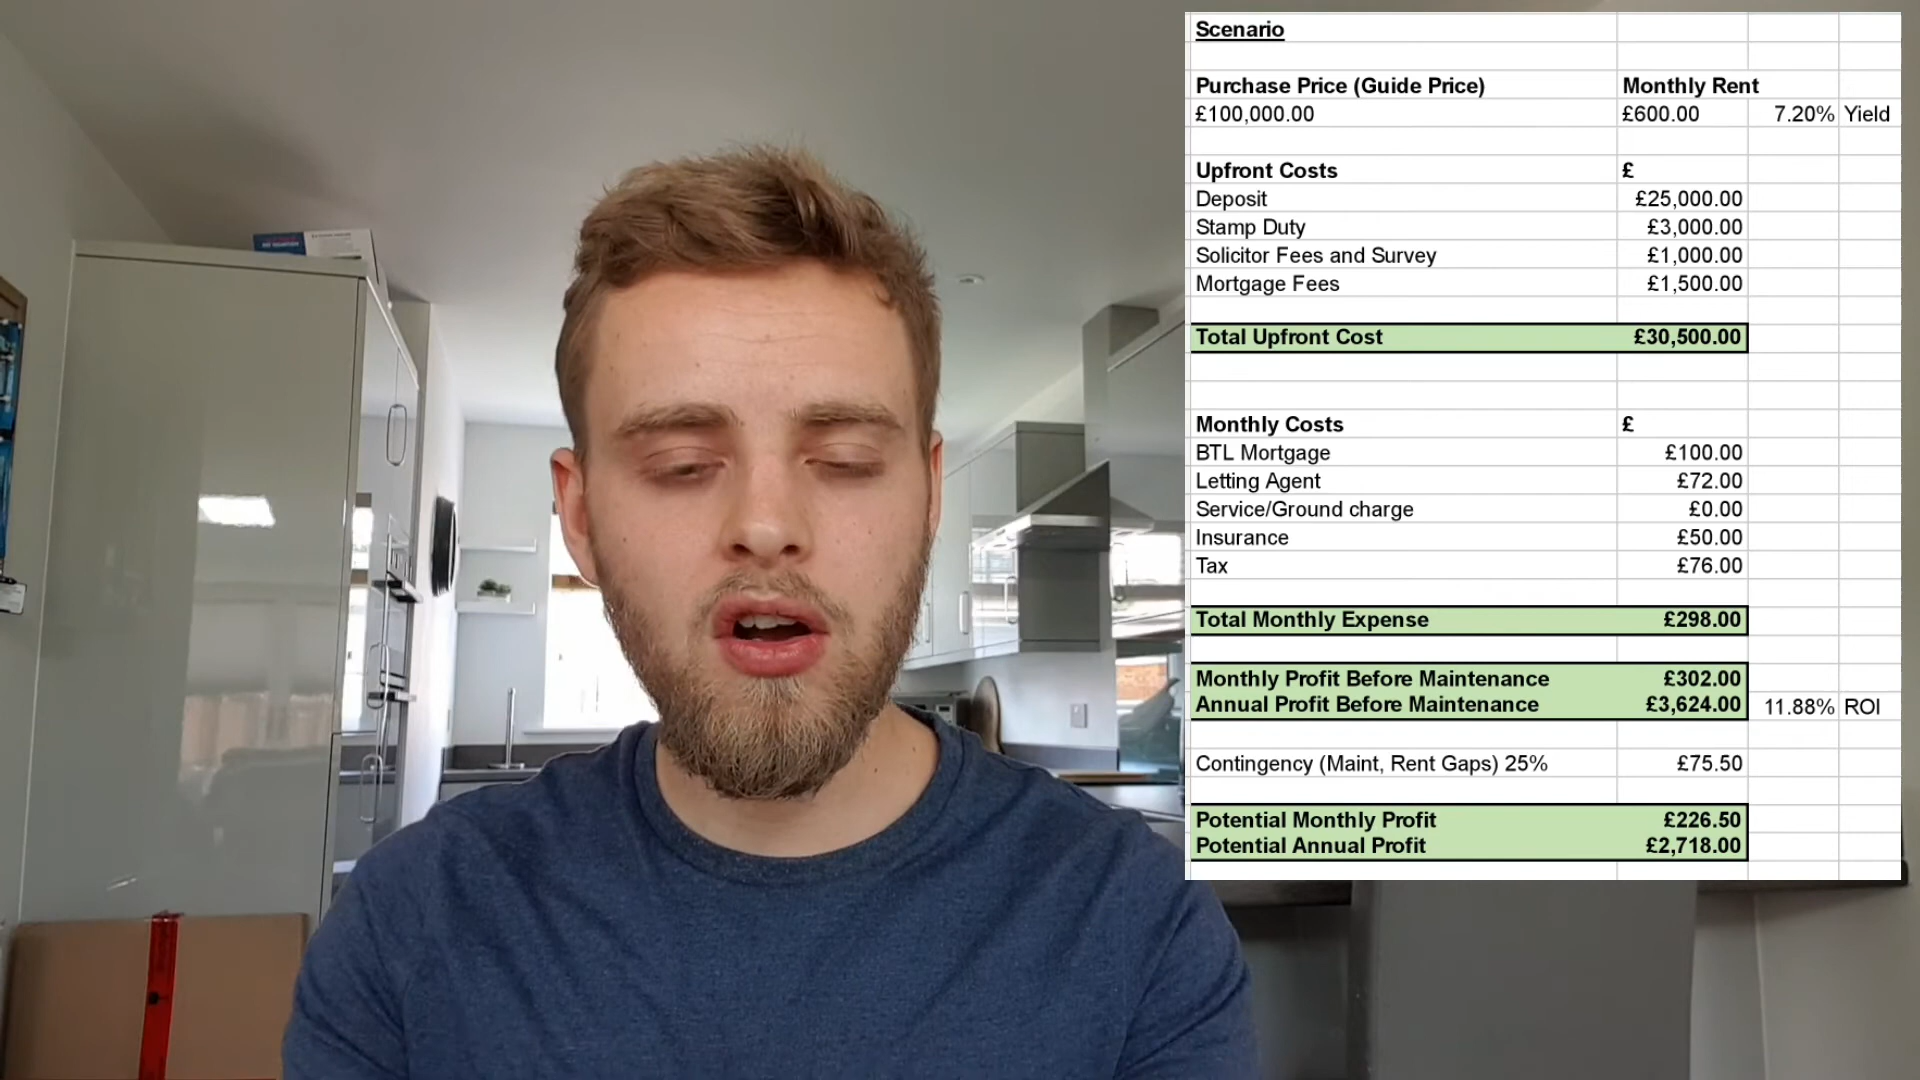 Scenario
Purchase Price (Guide Price) Monthly Rent
£100,000.00 £600.00 7.20% Yield
Upfront Costs £
Deposit £25,000.00
Stamp Duty £3,000.00
Solicitor Fees and Survey £1,000.00
Mortgage Fees £1,500.00
Total Upfront Cost £30,500.00
Monthly Costs £
BTL Mortgage £100.00
Letting Agent £72.00
Service/Ground charge £0.00
Insurance £50.00
Tax £76.00
Total Monthly Expense £298.00
Monthly Profit Before Maintenance £302.00
Annual Profit Before Maintenance £3,624.00 11.88% ROI
Contingency (Maint, Rent Gaps) 25% £75.50
Potential Monthly Profit £226.50
Potential Annual Profit £2,718.00